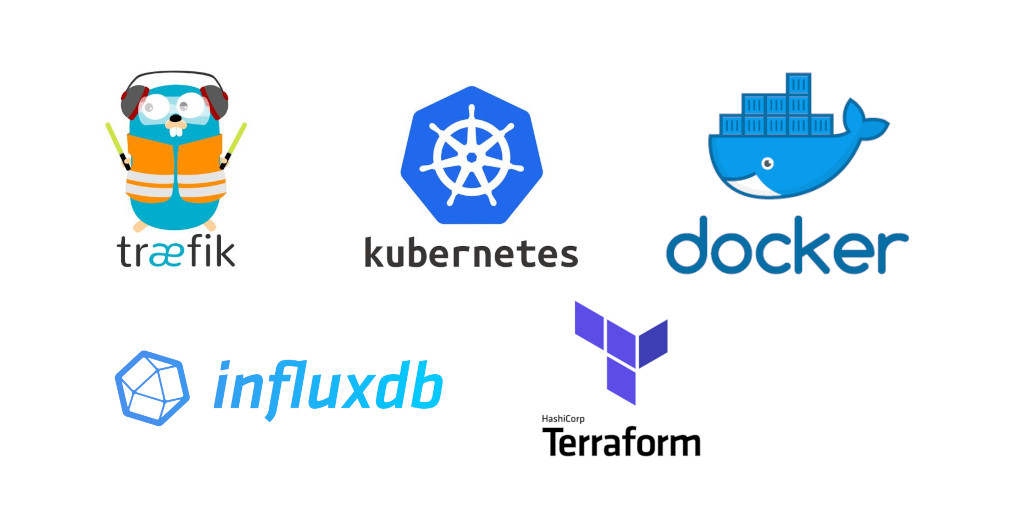 træfik
kubernetes
docker
influxdb
HashiCorp
Terraform